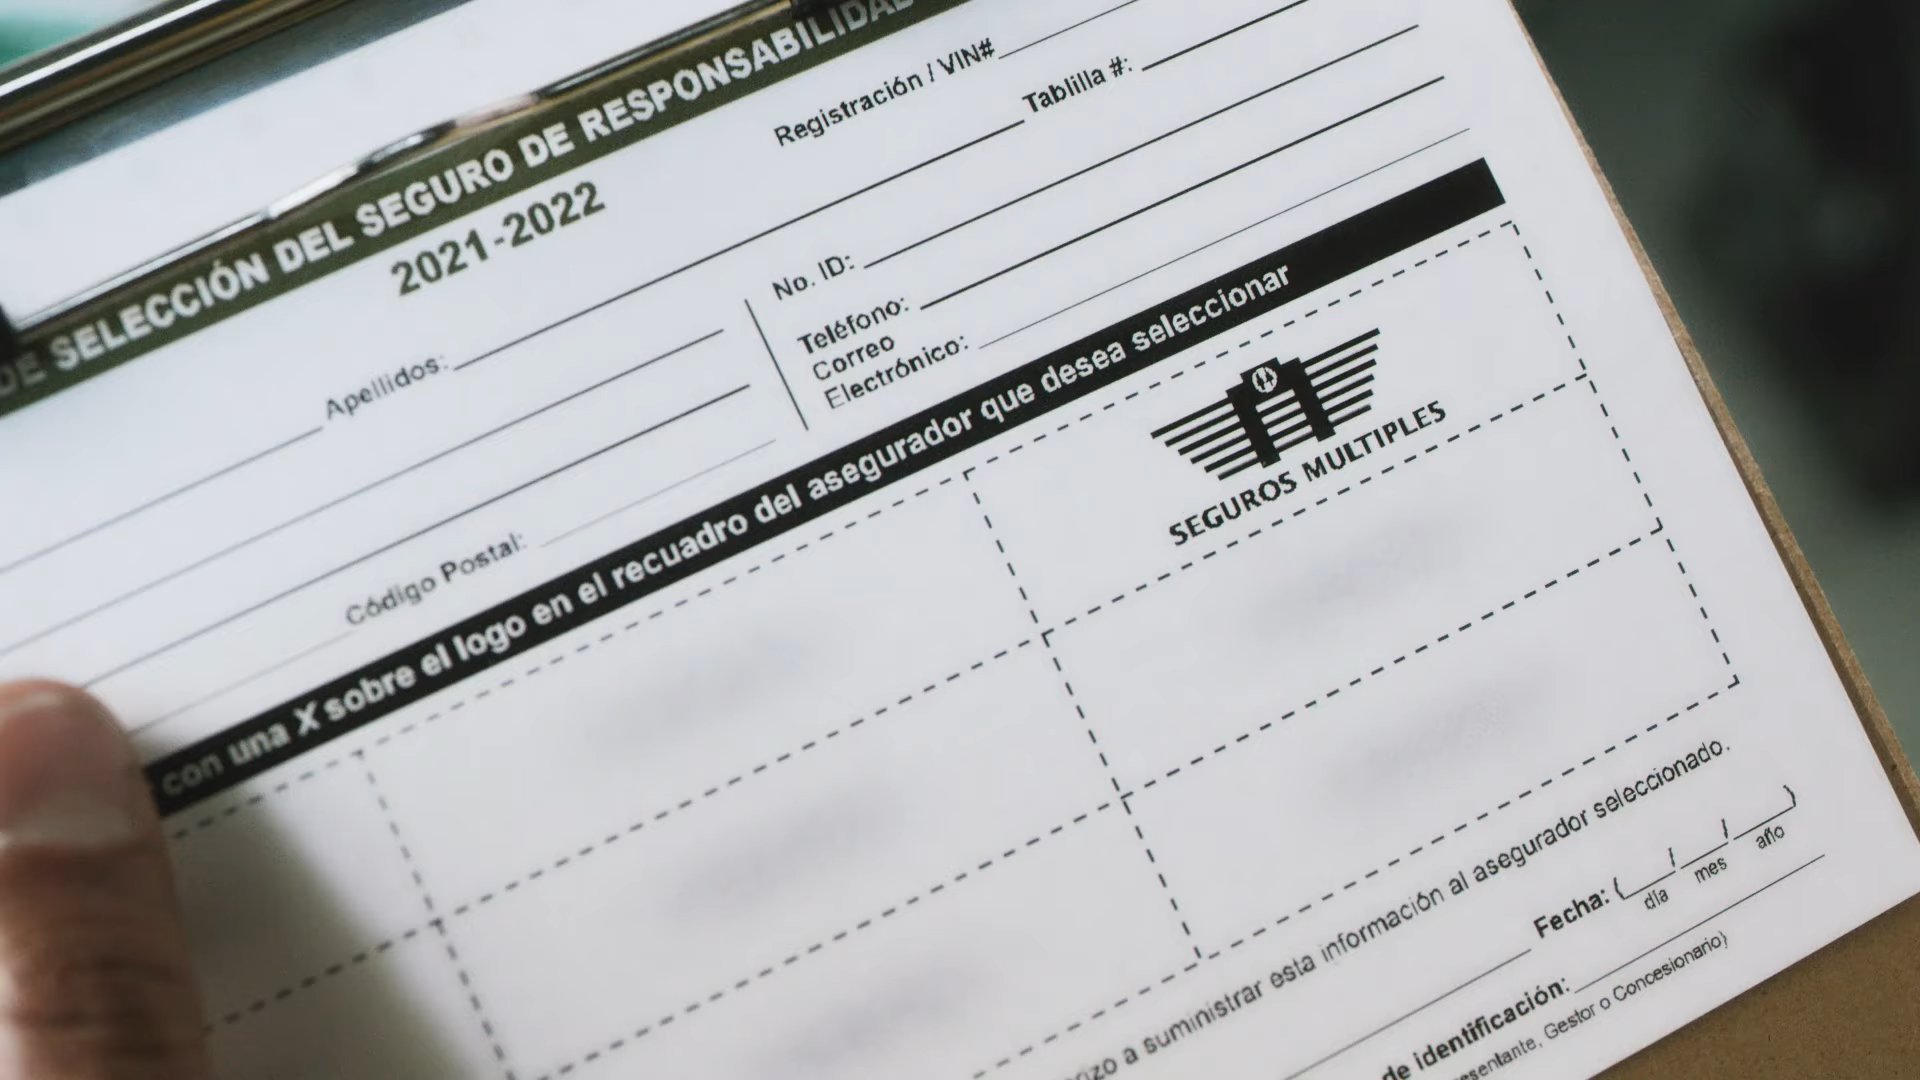 DE SELECCIÓN DEL SEGURO DE RESPONSABILIDAD
2021-2022
Registración / VIN#
Tablilla #:
Apellidos:
No. ID:
Teléfono:
Correo
Electrónico:
Código Postal:
con una X sobre el logo en el recuadro del asegurador que desea seleccionar
SEGUROS MULTIPLES
a suministrar esta información al asegurador seleccionado.
Fecha: ( / / )
día mes año
de identificación:
Gestor o Concesionario)